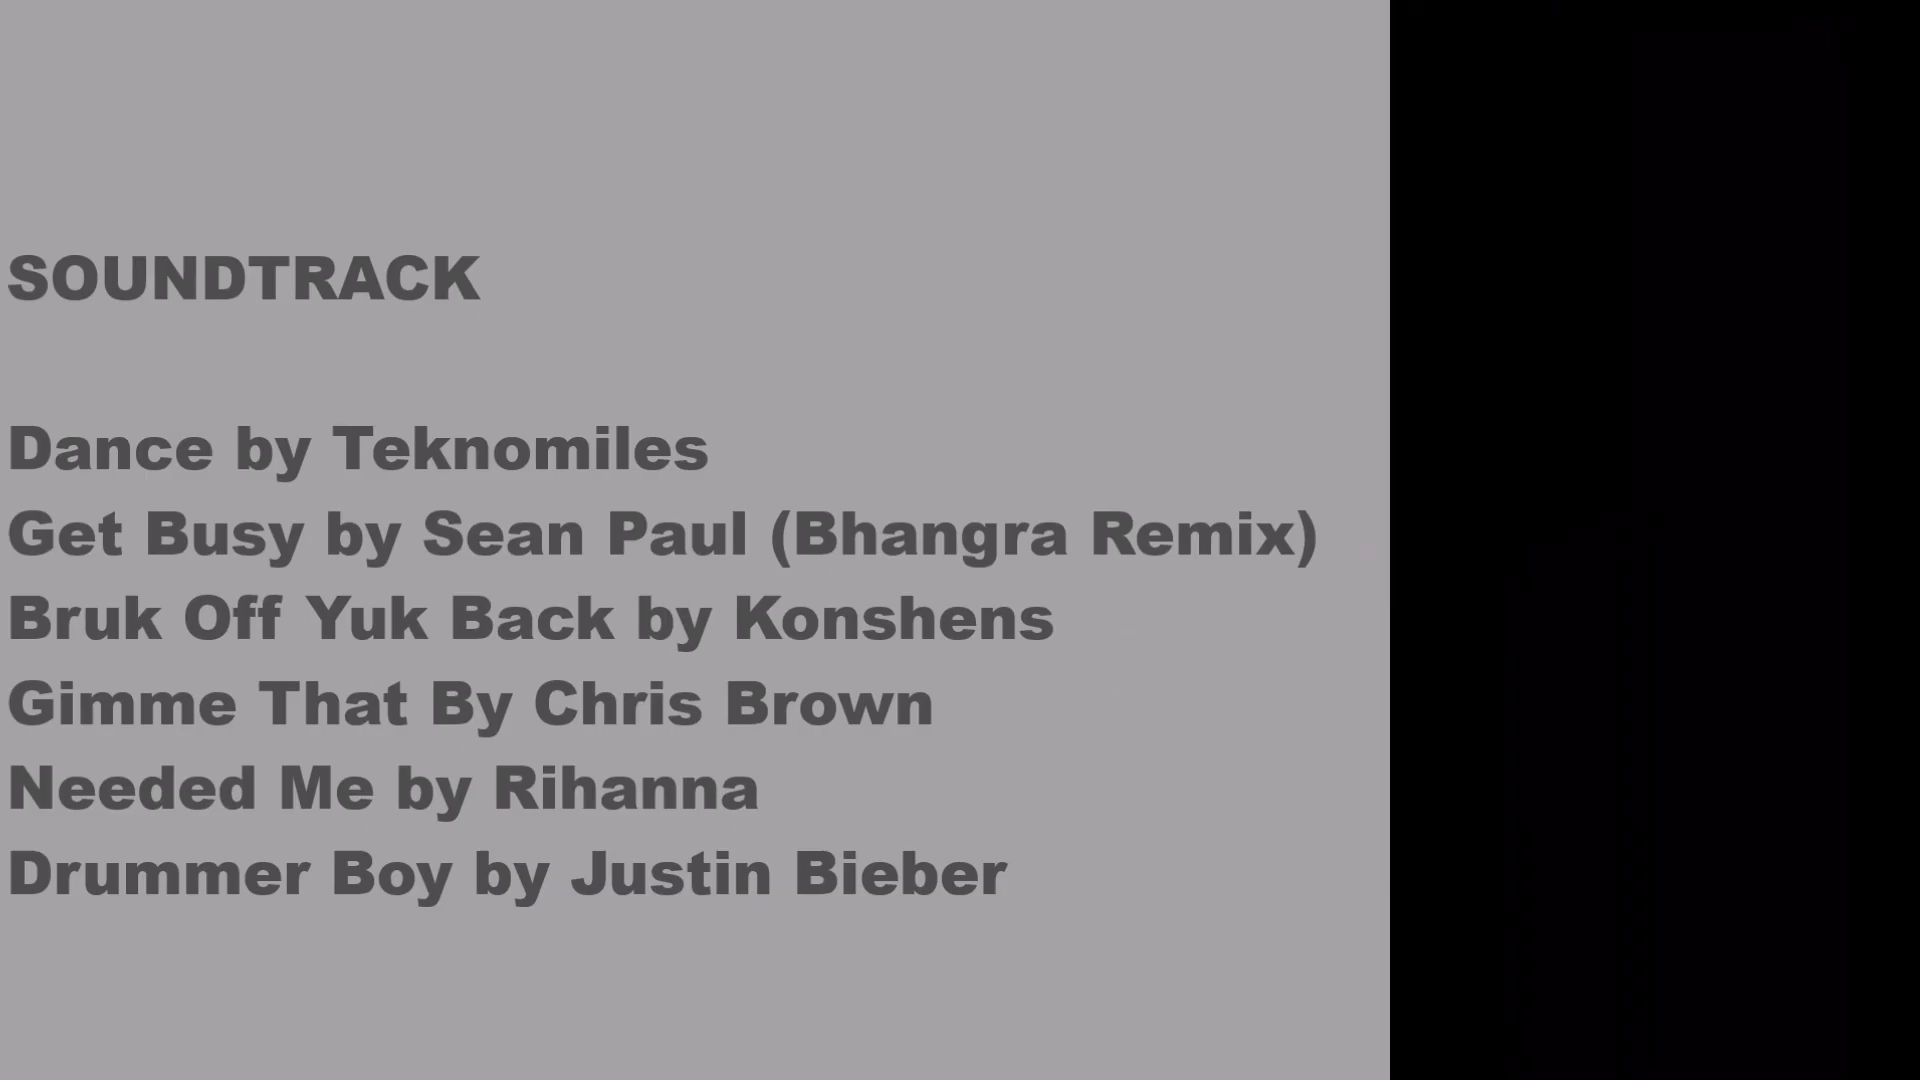 SOUNDTRACK
Dance by Teknomiles
Get Busy by Sean Paul (Bhangra Remix)
Bruk Off Yuk Back by Konshens
Gimme That By Chris Brown
Needed Me by Rihanna
Drummer Boy by Justin Bieber